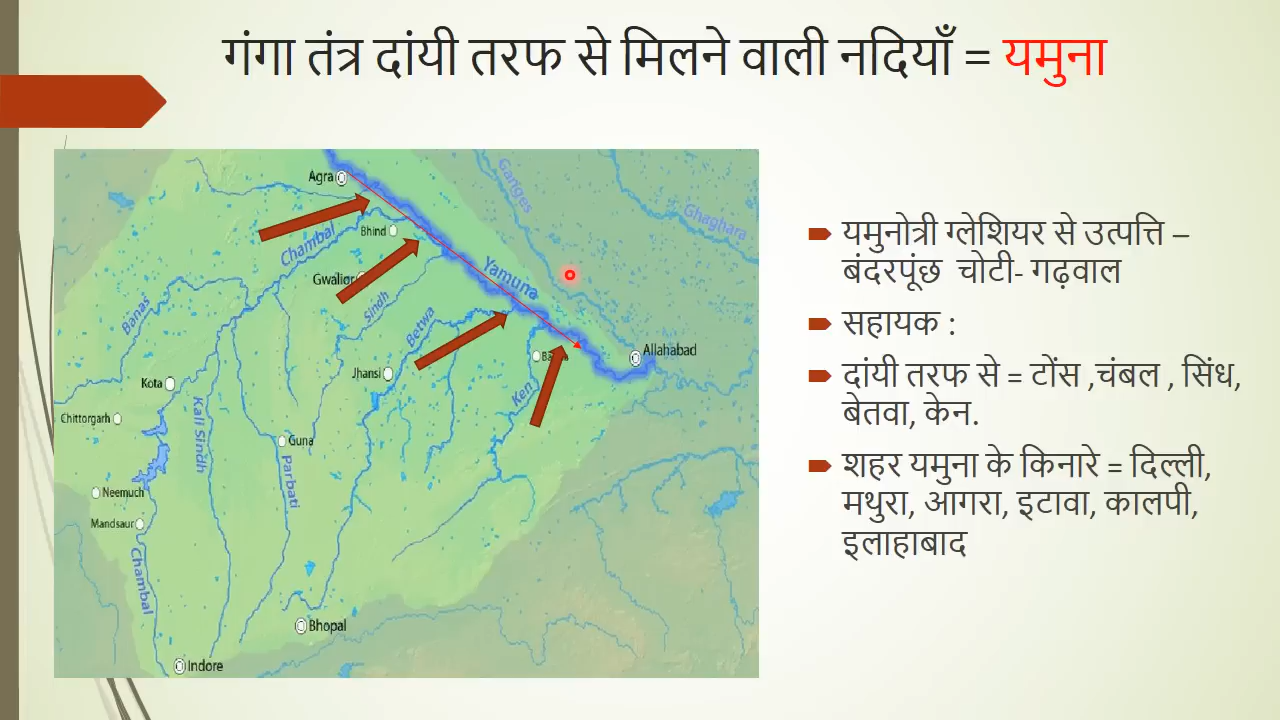 गंगा तंत्र दांयी तरफ से मिलने वाली नदियाँ = यमुना
Agra
Ganges
Ghaghara
Chambal
Bhind
Gwalior
Yamuna
Banas
Sindh
Betwa
Allahabad
Jhansi
Kota
Ken
Chittorgarh
Kali Sindh
Guna
Parbati
Neemuch
Mandsaur
Chambal
Bhopal
Indore
यमुनोत्री ग्लेशियर से उत्पत्ति –
बंदरपूंछ चोटी- गढ़वाल
सहायक :
दांयी तरफ से = टोंस ,चंबल , सिंध,
बेतवा, केन.
शहर यमुना के किनारे = दिल्ली,
मथुरा, आगरा, इटावा, कालपी,
इलाहाबाद